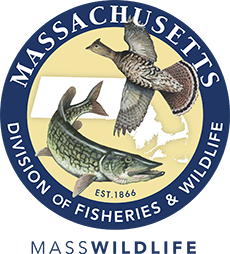 MASSACHUSETTS
DIVISION OF FISHERIES & WILDLIFE
EST.1866
MASSWILDLIFE